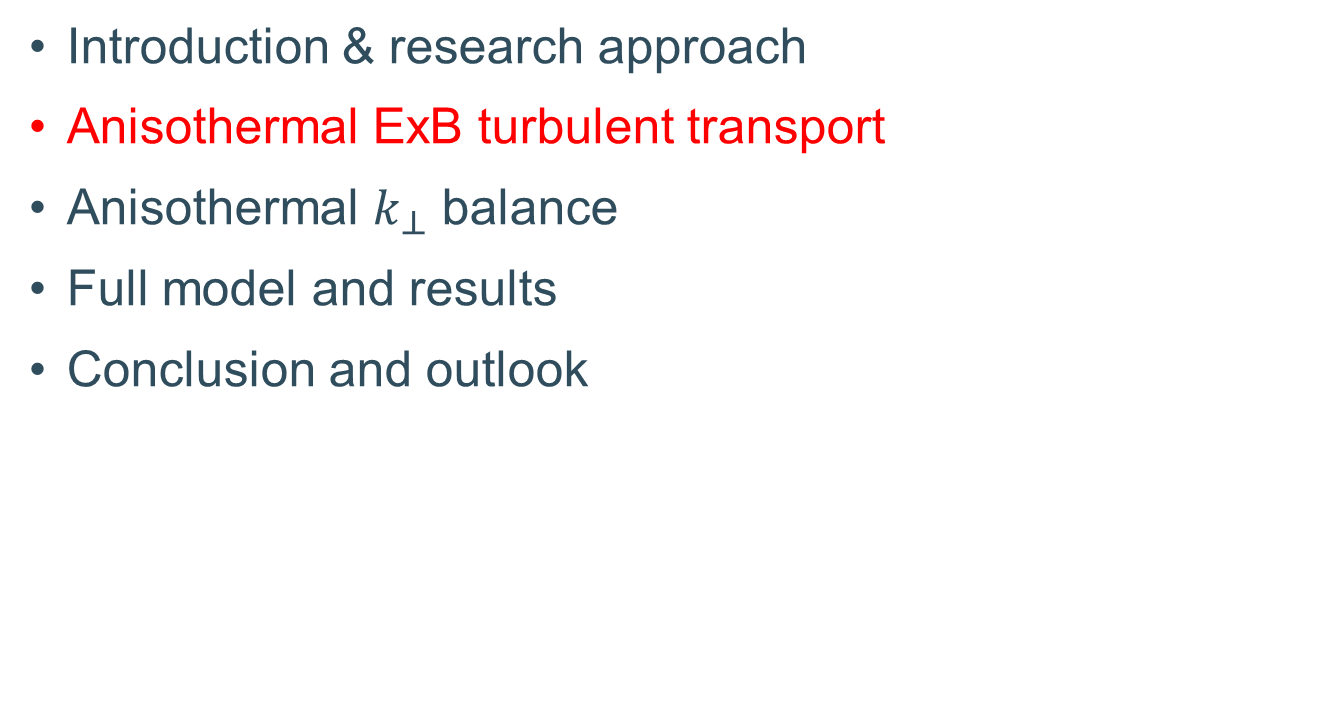 • Introduction & research approach
• Anisothermal ExB turbulent transport
• Anisothermal k⊥ balance
• Full model and results
• Conclusion and outlook